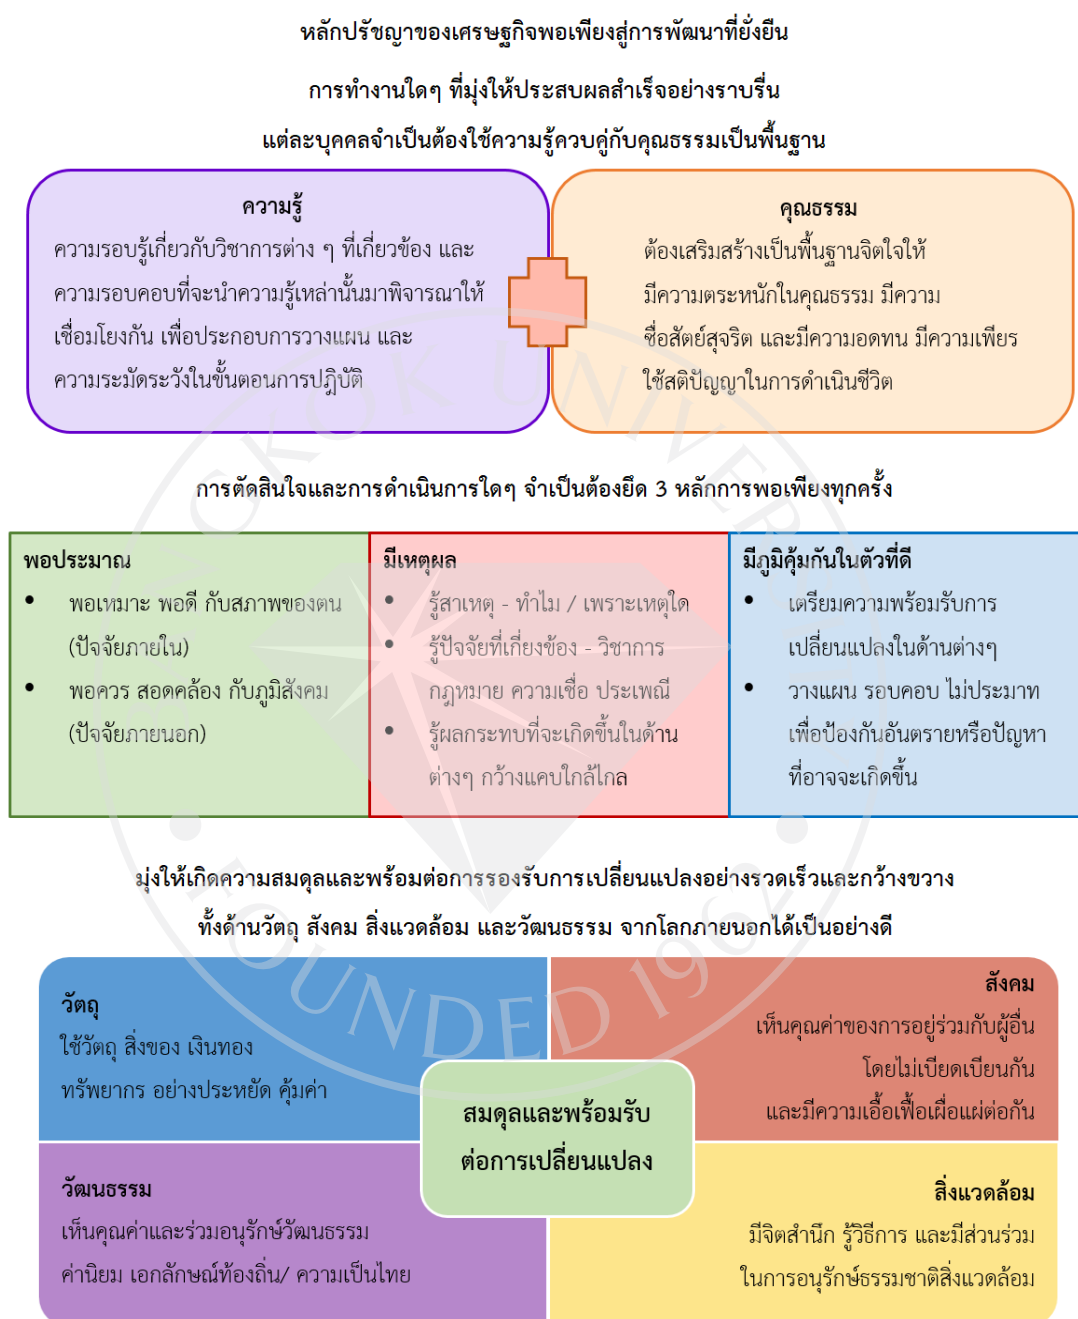 หลักปรัชญาของเศรษฐกิจพอเพียงสู่การพัฒนาที่ยั่งยืน
การทำงานใดๆ ที่มุ่งให้ประสบผลสำเร็จอย่างราบรื่น
แต่ละบุคคลจำเป็นต้องใช้ความรู้ควบคู่กับคุณธรรมเป็นพื้นฐาน
ความรู้
ความรอบรู้เกี่ยวกับวิชาการต่าง ๆ ที่เกี่ยวข้อง และ
ความรอบคอบที่จะนำความรู้เหล่านั้นมาพิจารณาให้
เชื่อมโยงกัน เพื่อประกอบการวางแผน และ
ความระมัดระวังในขั้นตอนการปฏิบัติ
คุณธรรม
ต้องเสริมสร้างเป็นพื้นฐานจิตใจให้
มีความตระหนักในคุณธรรม มีความ
ซื่อสัตย์สุจริต และมีความอดทน มีความเพียร
ใช้สติปัญญาในการดำเนินชีวิต
การตัดสินใจและการดำเนินการใดๆ จำเป็นต้องยึด 3 หลักการพอเพียงทุกครั้ง
พอประมาณ
• พอเหมาะ พอดี กับสภาพของตน
(ปัจจัยภายใน)
• พอควร สอดคล้อง กับภูมิสังคม
(ปัจจัยภายนอก)
มีเหตุผล
• รู้สาเหตุ - ทำไม / เพราะเหตุใด
• รู้ปัจจัยที่เกี่ยงข้อง - วิชาการ
กฎหมาย ความเชื่อ ประเพณี
• รู้ผลกระทบที่จะเกิดขึ้นในด้าน
ต่างๆ กว้างแคบใกล้ไกล
มีภูมิคุ้มกันในตัวที่ดี
• เตรียมความพร้อมรับการ
เปลี่ยนแปลงในด้านต่างๆ
• วางแผน รอบคอบ ไม่ประมาท
เพื่อป้องกันอันตรายหรือปัญหา
ที่อาจจะเกิดขึ้น
มุ่งให้เกิดความสมดุลและพร้อมต่อการรองรับการเปลี่ยนแปลงอย่างรวดเร็วและกว้างขวาง
ทั้งด้านวัตถุ สังคม สิ่งแวดล้อม และวัฒนธรรม จากโลกภายนอกได้เป็นอย่างดี
วัตถุ
ใช้วัตถุ สิ่งของ เงินทอง
ทรัพยากร อย่างประหยัด คุ้มค่า
สังคม
เห็นคุณค่าของการอยู่ร่วมกับผู้อื่น
โดยไม่เบียดเบียนกัน
และมีความเอื้อเฟื้อเผื่อแผ่ต่อกัน
สมดุลและพร้อมรับ
ต่อการเปลี่ยนแปลง
วัฒนธรรม
เห็นคุณค่าและร่วมอนุรักษ์วัฒนธรรม
ค่านิยม เอกลักษณ์ท้องถิ่น/ ความเป็นไทย
สิ่งแวดล้อม
มีจิตสำนึก รู้วิธีการ และมีส่วนร่วม
ในการอนุรักษ์ธรรมชาติสิ่งแวดล้อม
BANGKOK UNIVERSITY
FOUNDED 1962